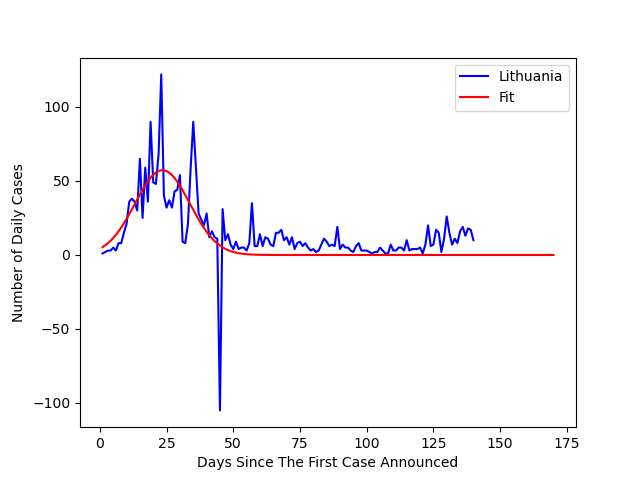 Lithuania
Fit
100
50
0
−50
−100
Number of Daily Cases
0 25 50 75 100 125 150 175
Days Since The First Case Announced